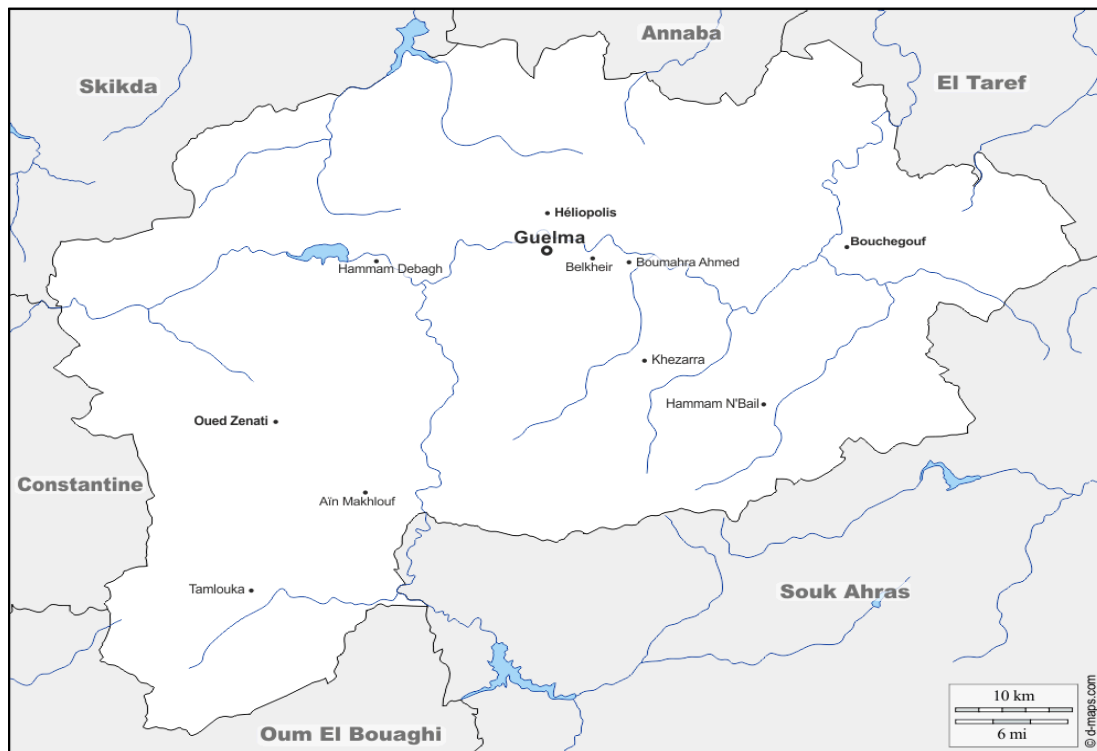 Annaba
Skikda
El Taref
Héliopolis
Guelma
Bouchegouf
Hammam Debagh
Belkheir
Boumahra Ahmed
Khezarra
Hammam N'Bail
Oued Zenati
Constantine
Aïn Makhlouf
Tamlouka
Souk Ahras
Oum El Bouaghi
10 km
6 mi
© d-maps.com